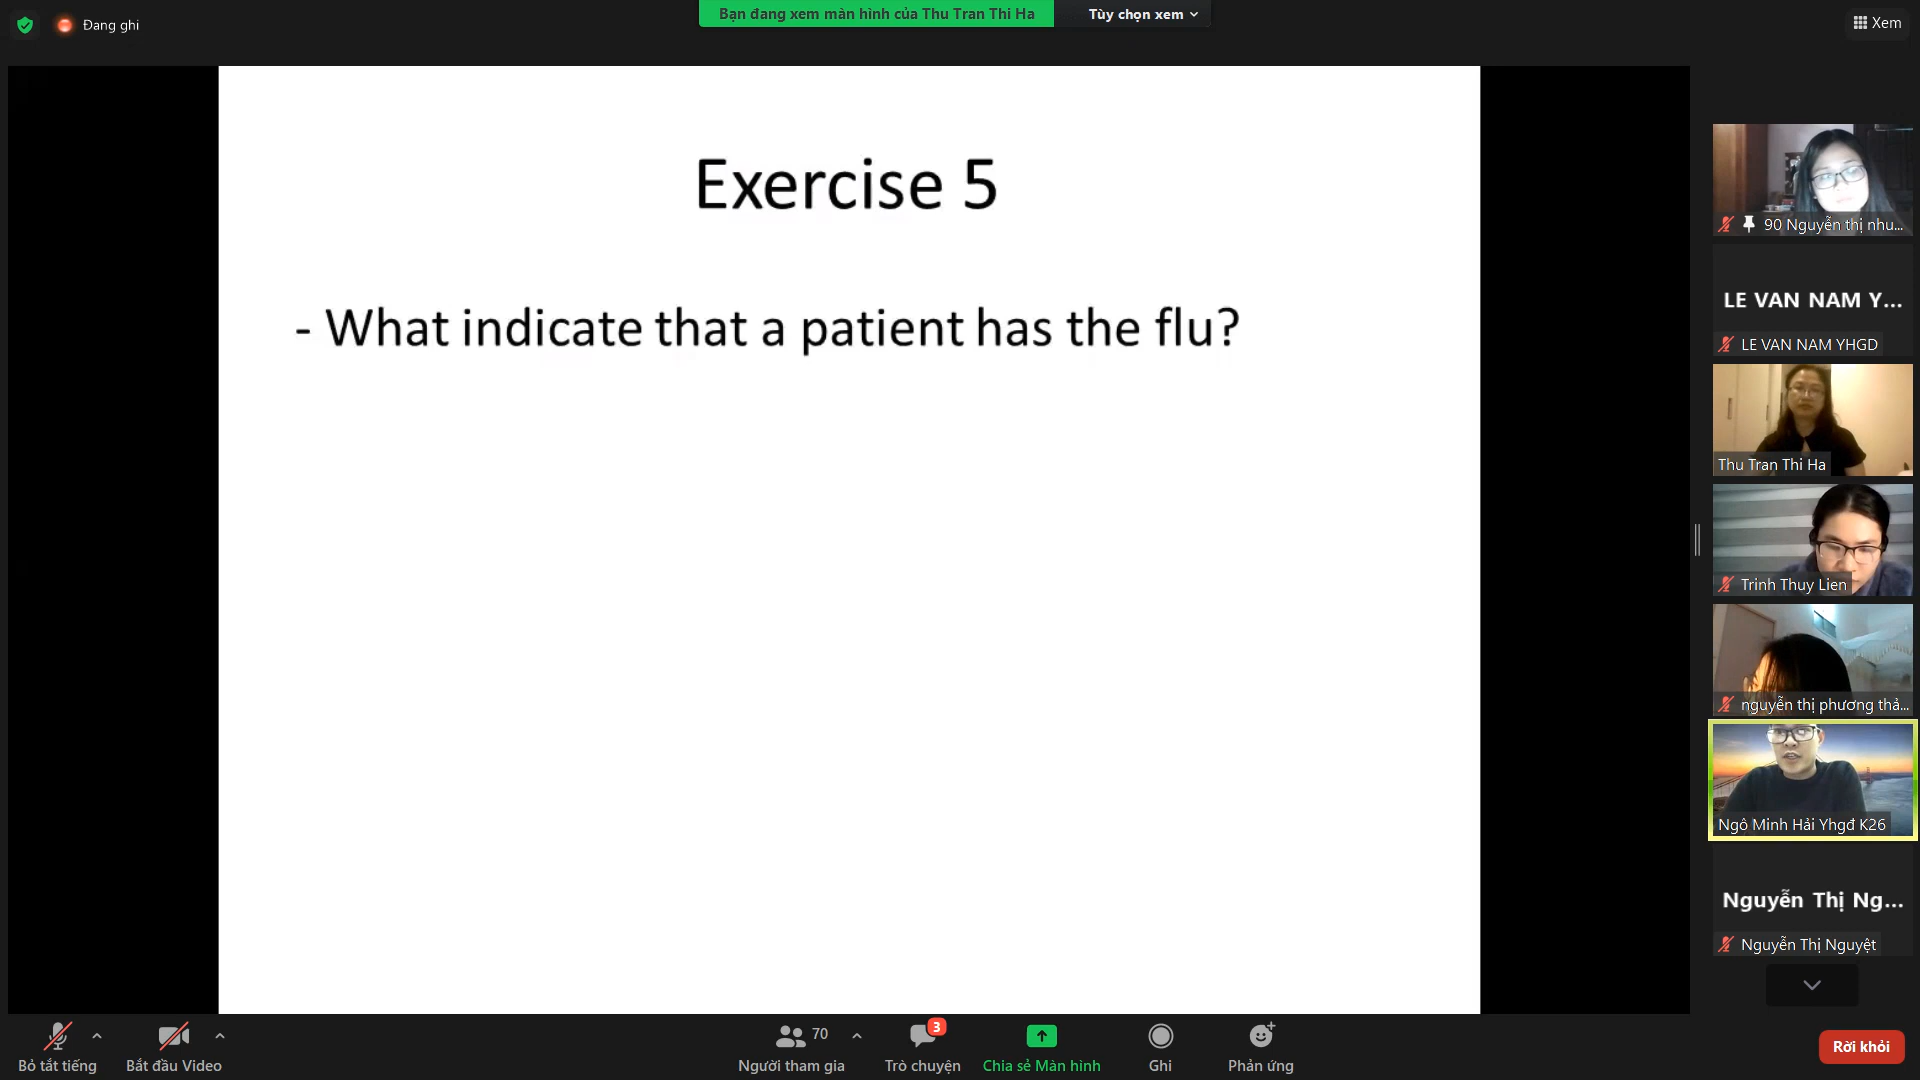 Đang ghi
Bạn đang xem màn hình của Thu Tran Thi Ha
Tùy chọn xem
Xem
Exercise 5
- What indicate that a patient has the flu?
90 Nguyễn thị nhu...
LE VAN NAM Y...
LE VAN NAM YHGD
Thu Tran Thi Ha
Trinh Thuy Lien
nguyễn thị phương thả...
Ngô Minh Hải Yhgđ K26
Nguyễn Thị Ng...
Nguyễn Thị Nguyệt
Bỏ tắt tiếng
Bắt đầu Video
70
Người tham gia
3
Trò chuyện
Chia sẻ Màn hình
Ghi
Phản ứng
Rời khỏi